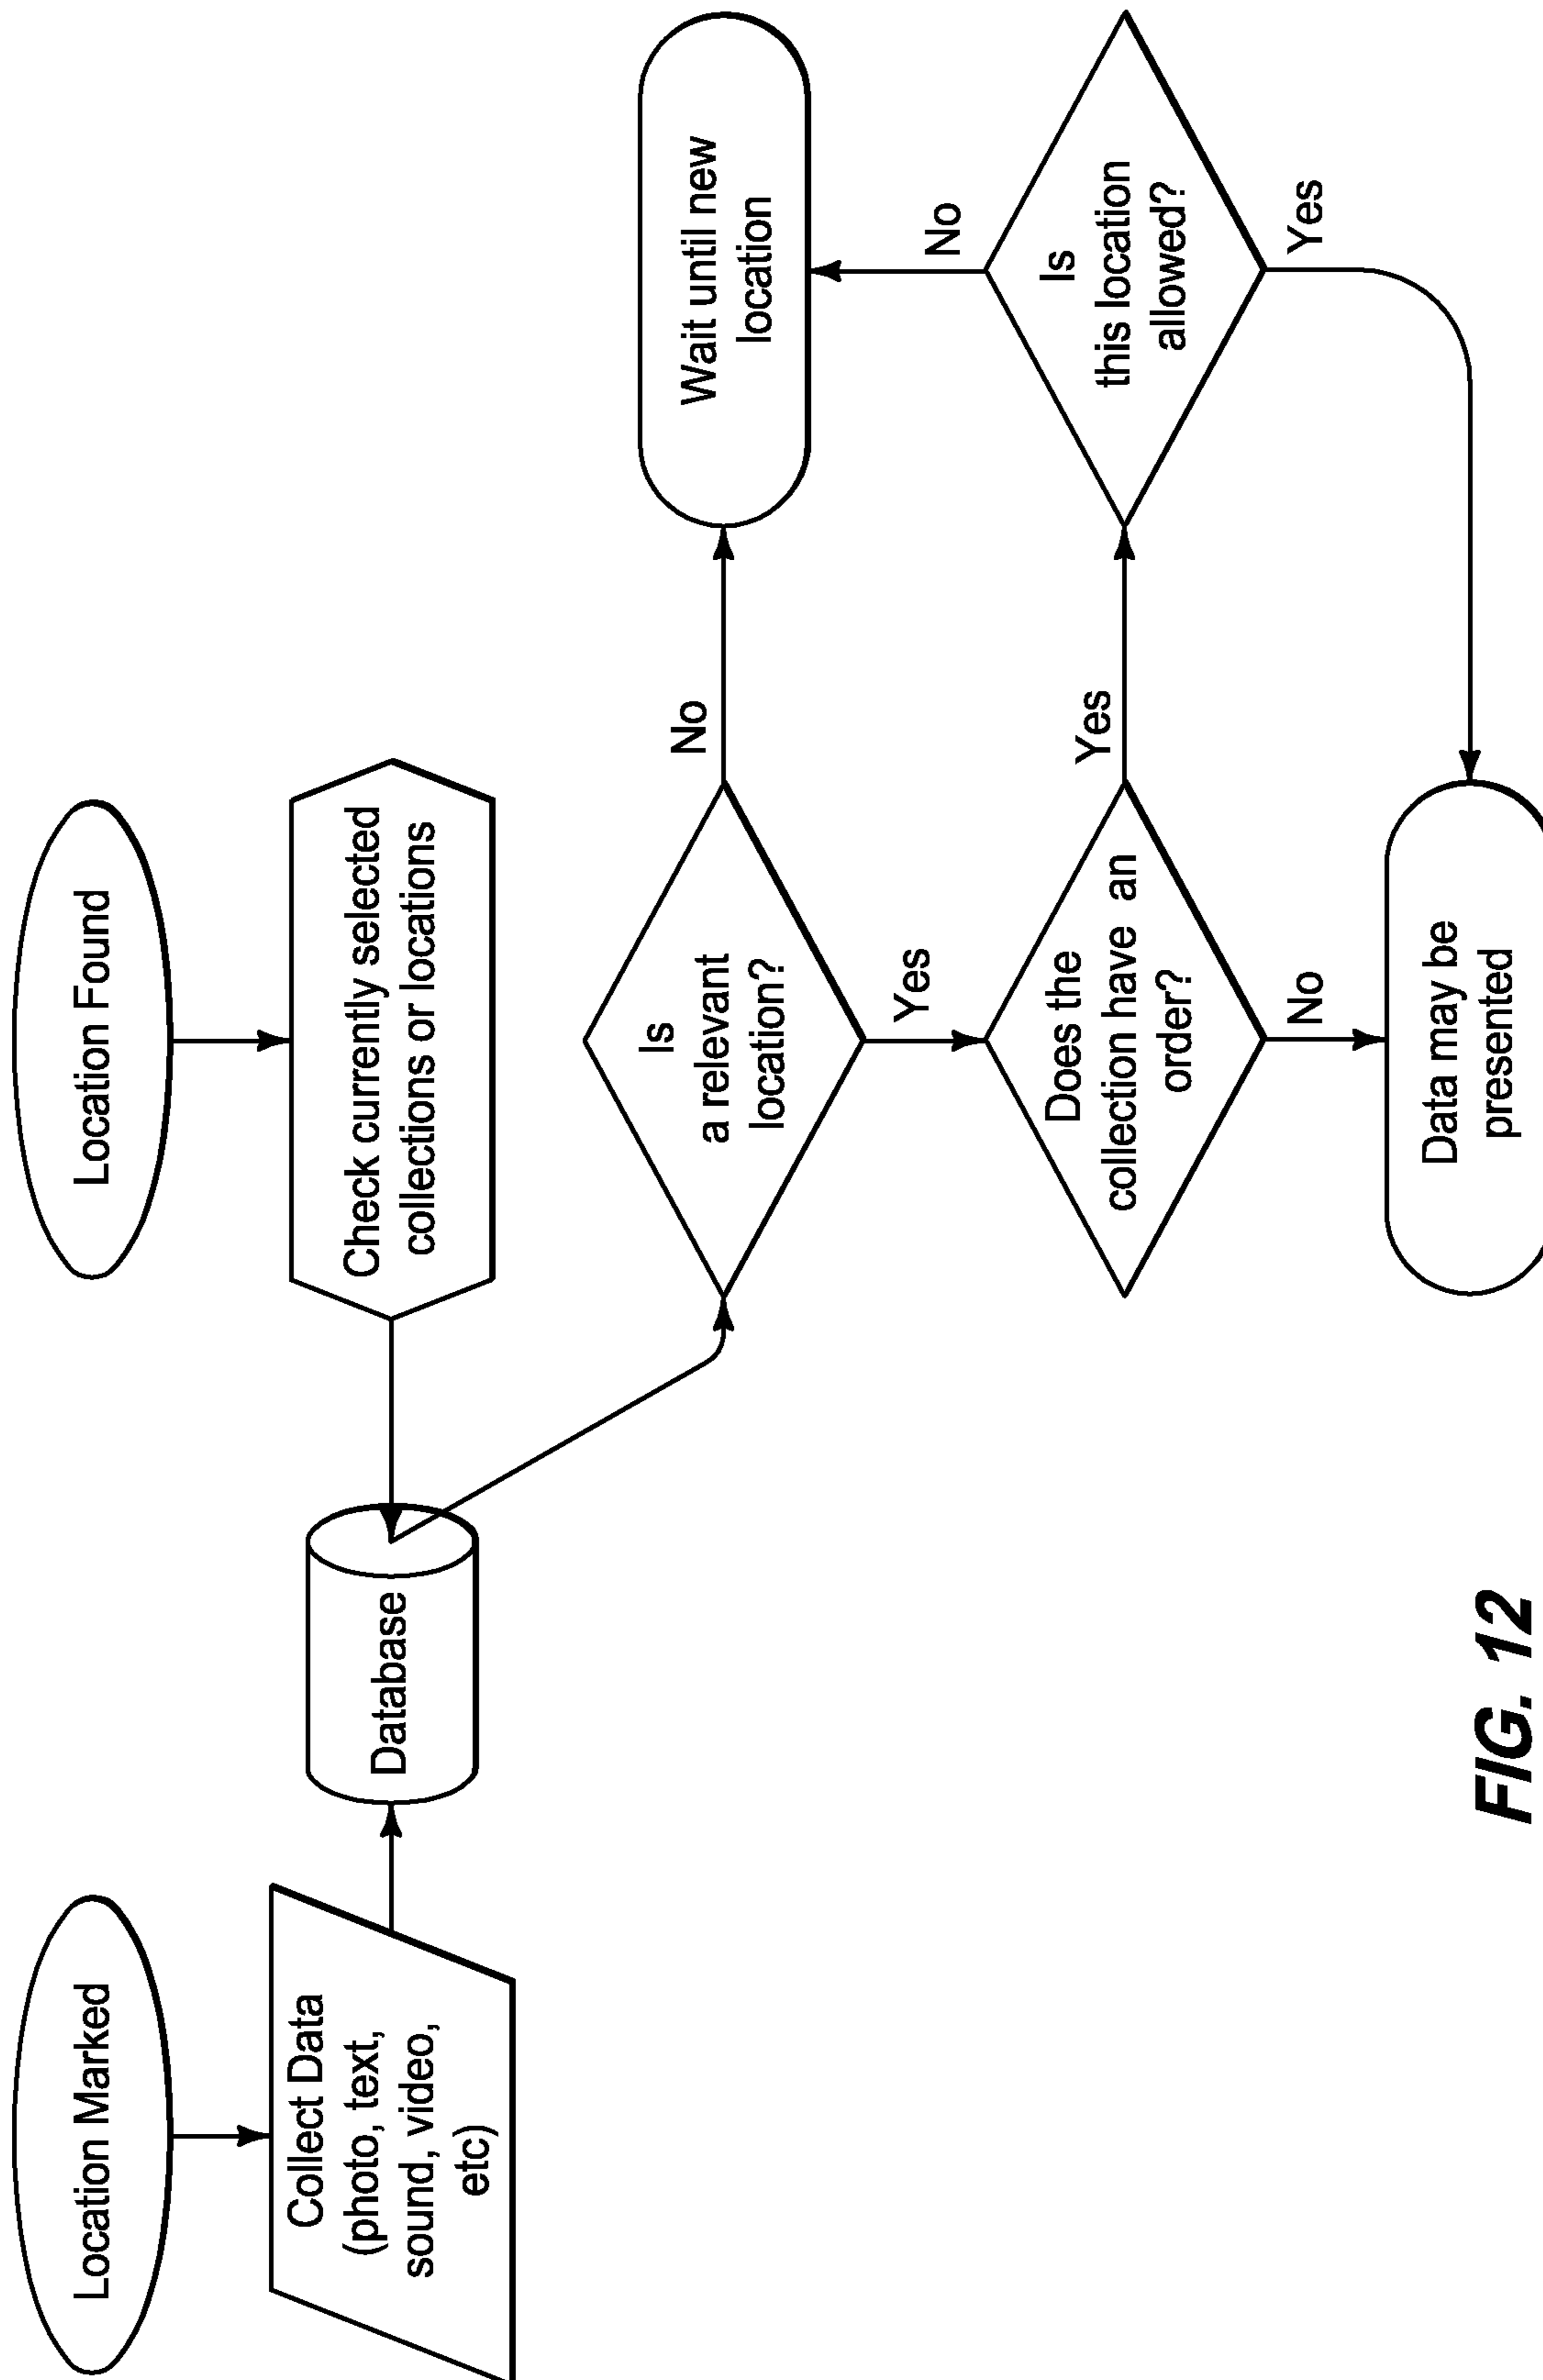 Location Marked
Location Found
Collect Data
(photo, text,
sound, video,
etc)
Database
Check currently selected
collections or locations
Is
a relevant
location?
No
Wait until new
location
Yes
No
Does the
collection have an
order?
Yes
Is
this location
allowed?
No
Yes
Data may be
presented
FIG. 12